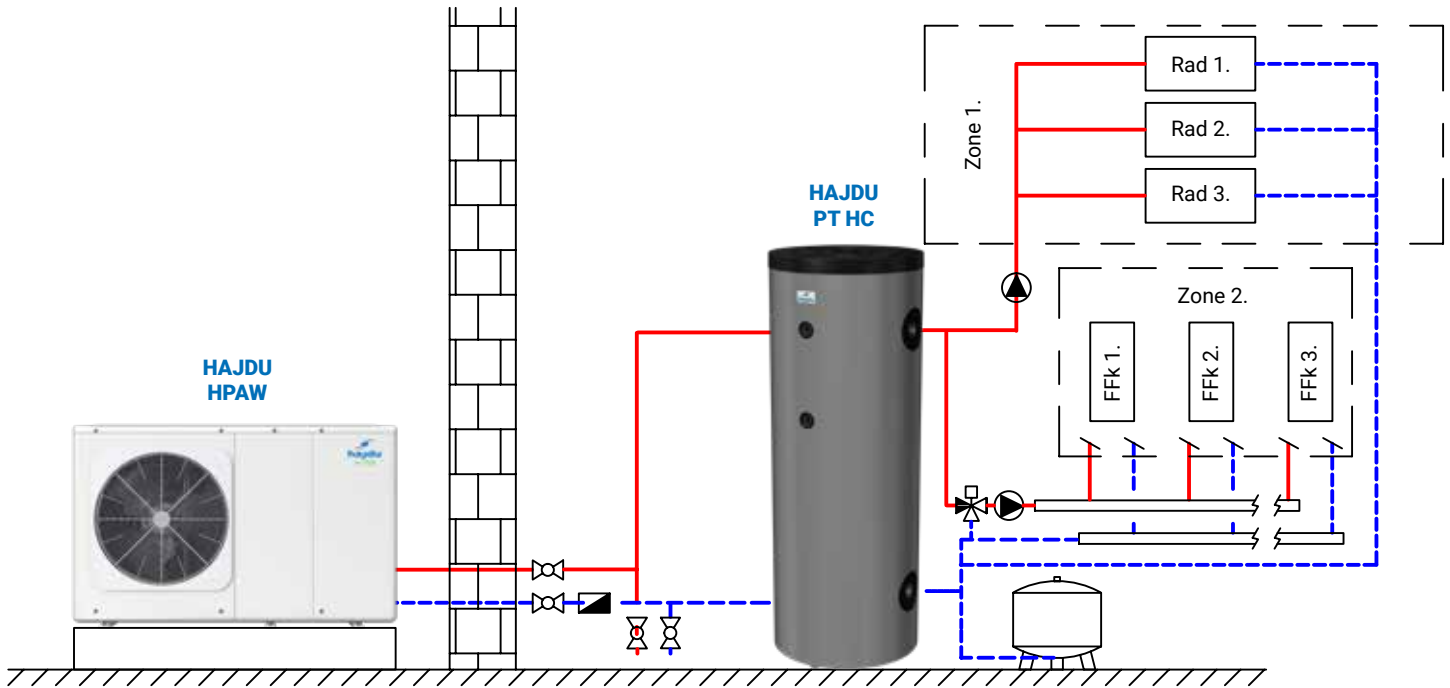 Zone 1.
Rad 1.
Rad 2.
Rad 3.
HAJDU
PT HC
Zone 2.
FFk 1.
FFk 2.
FFk 3.
HAJDU
HPAW
hajdu